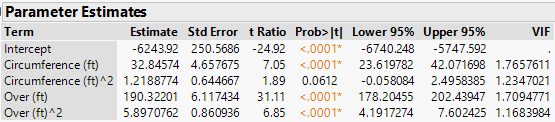 Parameter Estimates
Term Estimate Std Error t Ratio Prob>|t| Lower 95% Upper 95% VIF
Intercept -6243.92 250.5686 -24.92 <.0001* -6740.248 -5747.592 .
Circumference (ft) 32.84574 4.657675 7.05 <.0001* 23.619782 42.071698 1.7657611
Circumference (ft)^2 1.2188774 0.644667 1.89 0.0612 -0.058084 2.4958385 1.2347021
Over (ft) 190.32201 6.117434 31.11 <.0001* 178.20455 202.43947 1.7094771
Over (ft)^2 5.8970762 0.860936 6.85 <.0001* 4.1917274 7.602425 1.1683984